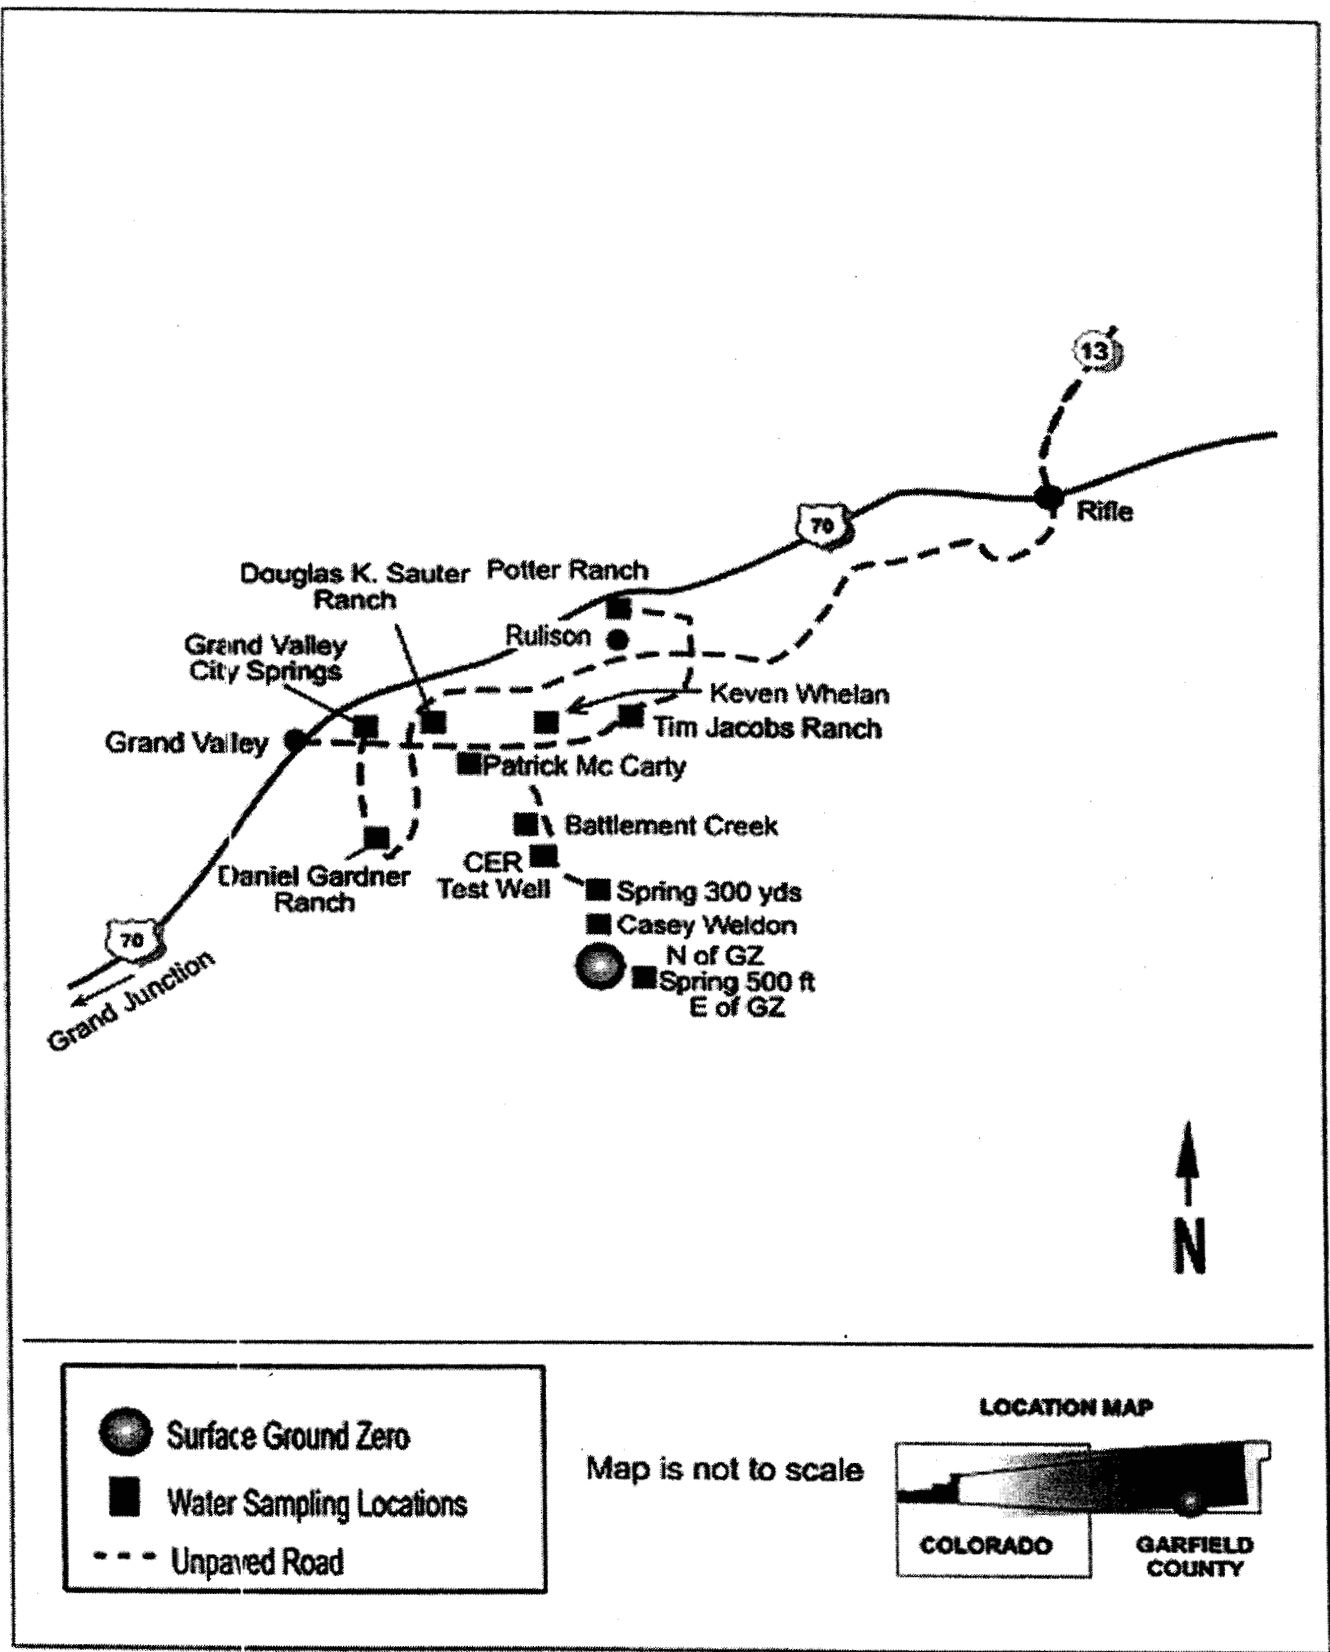 13
Rifle
70
Douglas K. Sauter
Ranch
Potter Ranch
Rulison
Grand Valley
City Springs
Keven Whelan
Tim Jacobs Ranch
Grand Valley
Patrick Mc Carty
Battlement Creek
CER
Test Well
Daniel Gardner
Ranch
Spring 300 yds
Casey Weldon
N of GZ
Spring 500 ft
E of GZ
70
Grand Junction
N
Surface Ground Zero
Water Sampling Locations
Unpaved Road
Map is not to scale
LOCATION MAP
COLORADO
GARFIELD
COUNTY